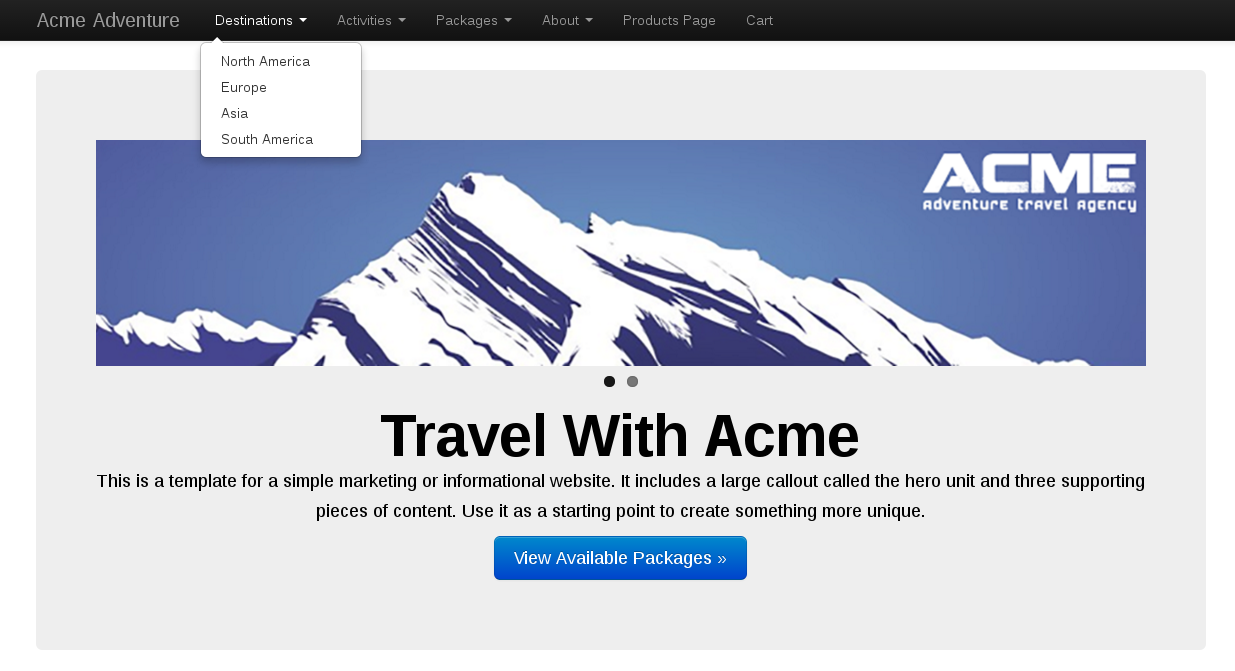 Acme Adventure Destinations Activities Packages About Products Page Cart
North America
Europe
Asia
South America
ACME
adventure travel agency
Travel With Acme
This is a template for a simple marketing or informational website. It includes a large callout called the hero unit and three supporting
pieces of content. Use it as a starting point to create something more unique.
View Available Packages »